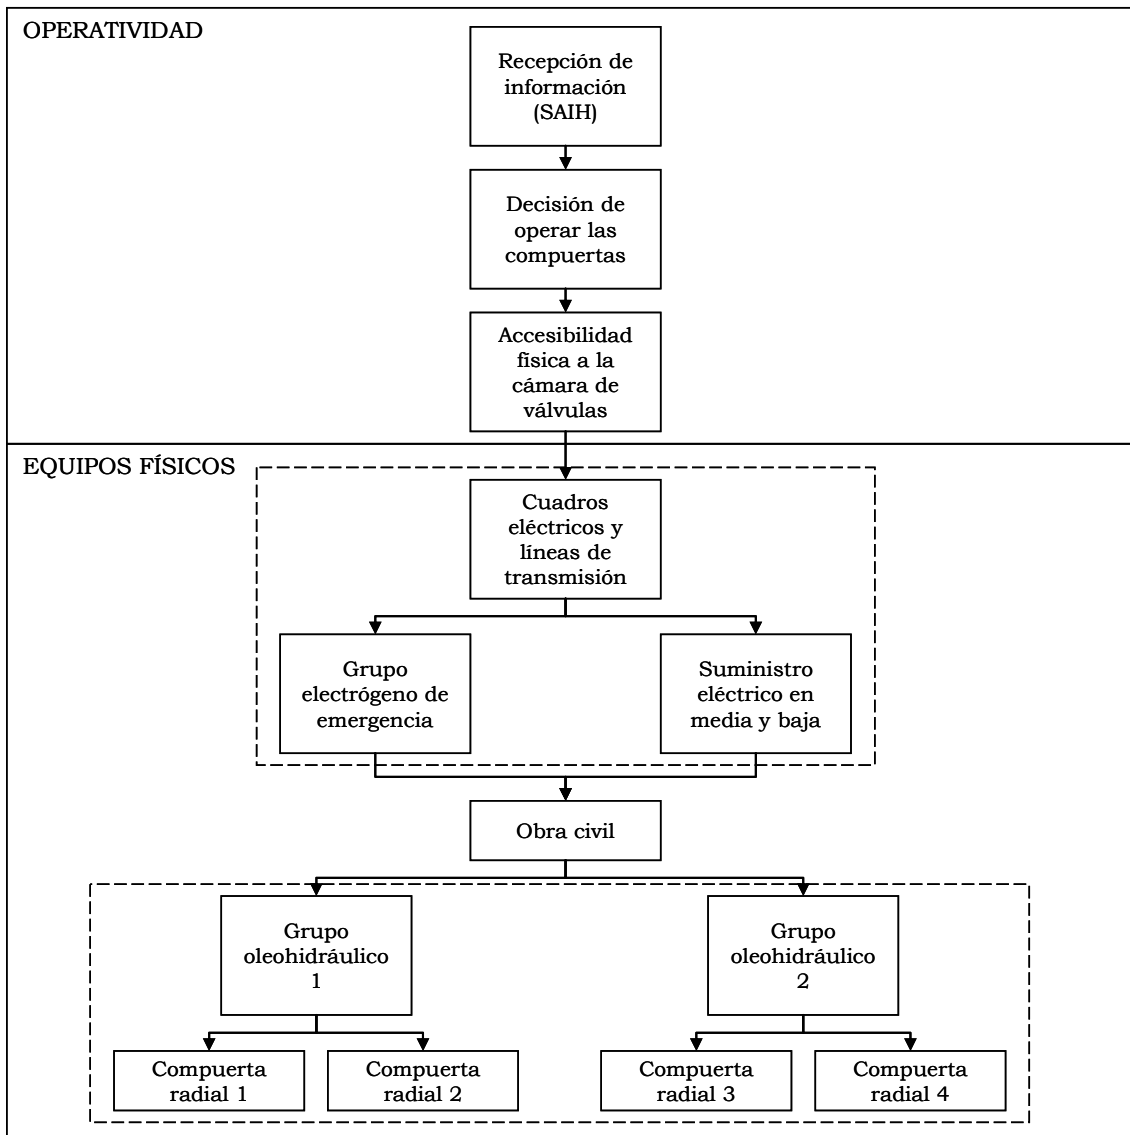 OPERATIVIDAD
Recepción de
información
(SAIH)
Decisión de
operar las
compuertas
Accesibilidad
física a la
cámara de
válvulas
EQUIPOS FÍSICOS
Cuadros
eléctricos y
líneas de
transmisión
Grupo
electrógeno de
emergencia
Suministro
eléctrico en
media y baja
Obra civil
Grupo
oleohidráulico
1
Grupo
oleohidráulico
2
Compuerta
radial 1
Compuerta
radial 2
Compuerta
radial 3
Compuerta
radial 4